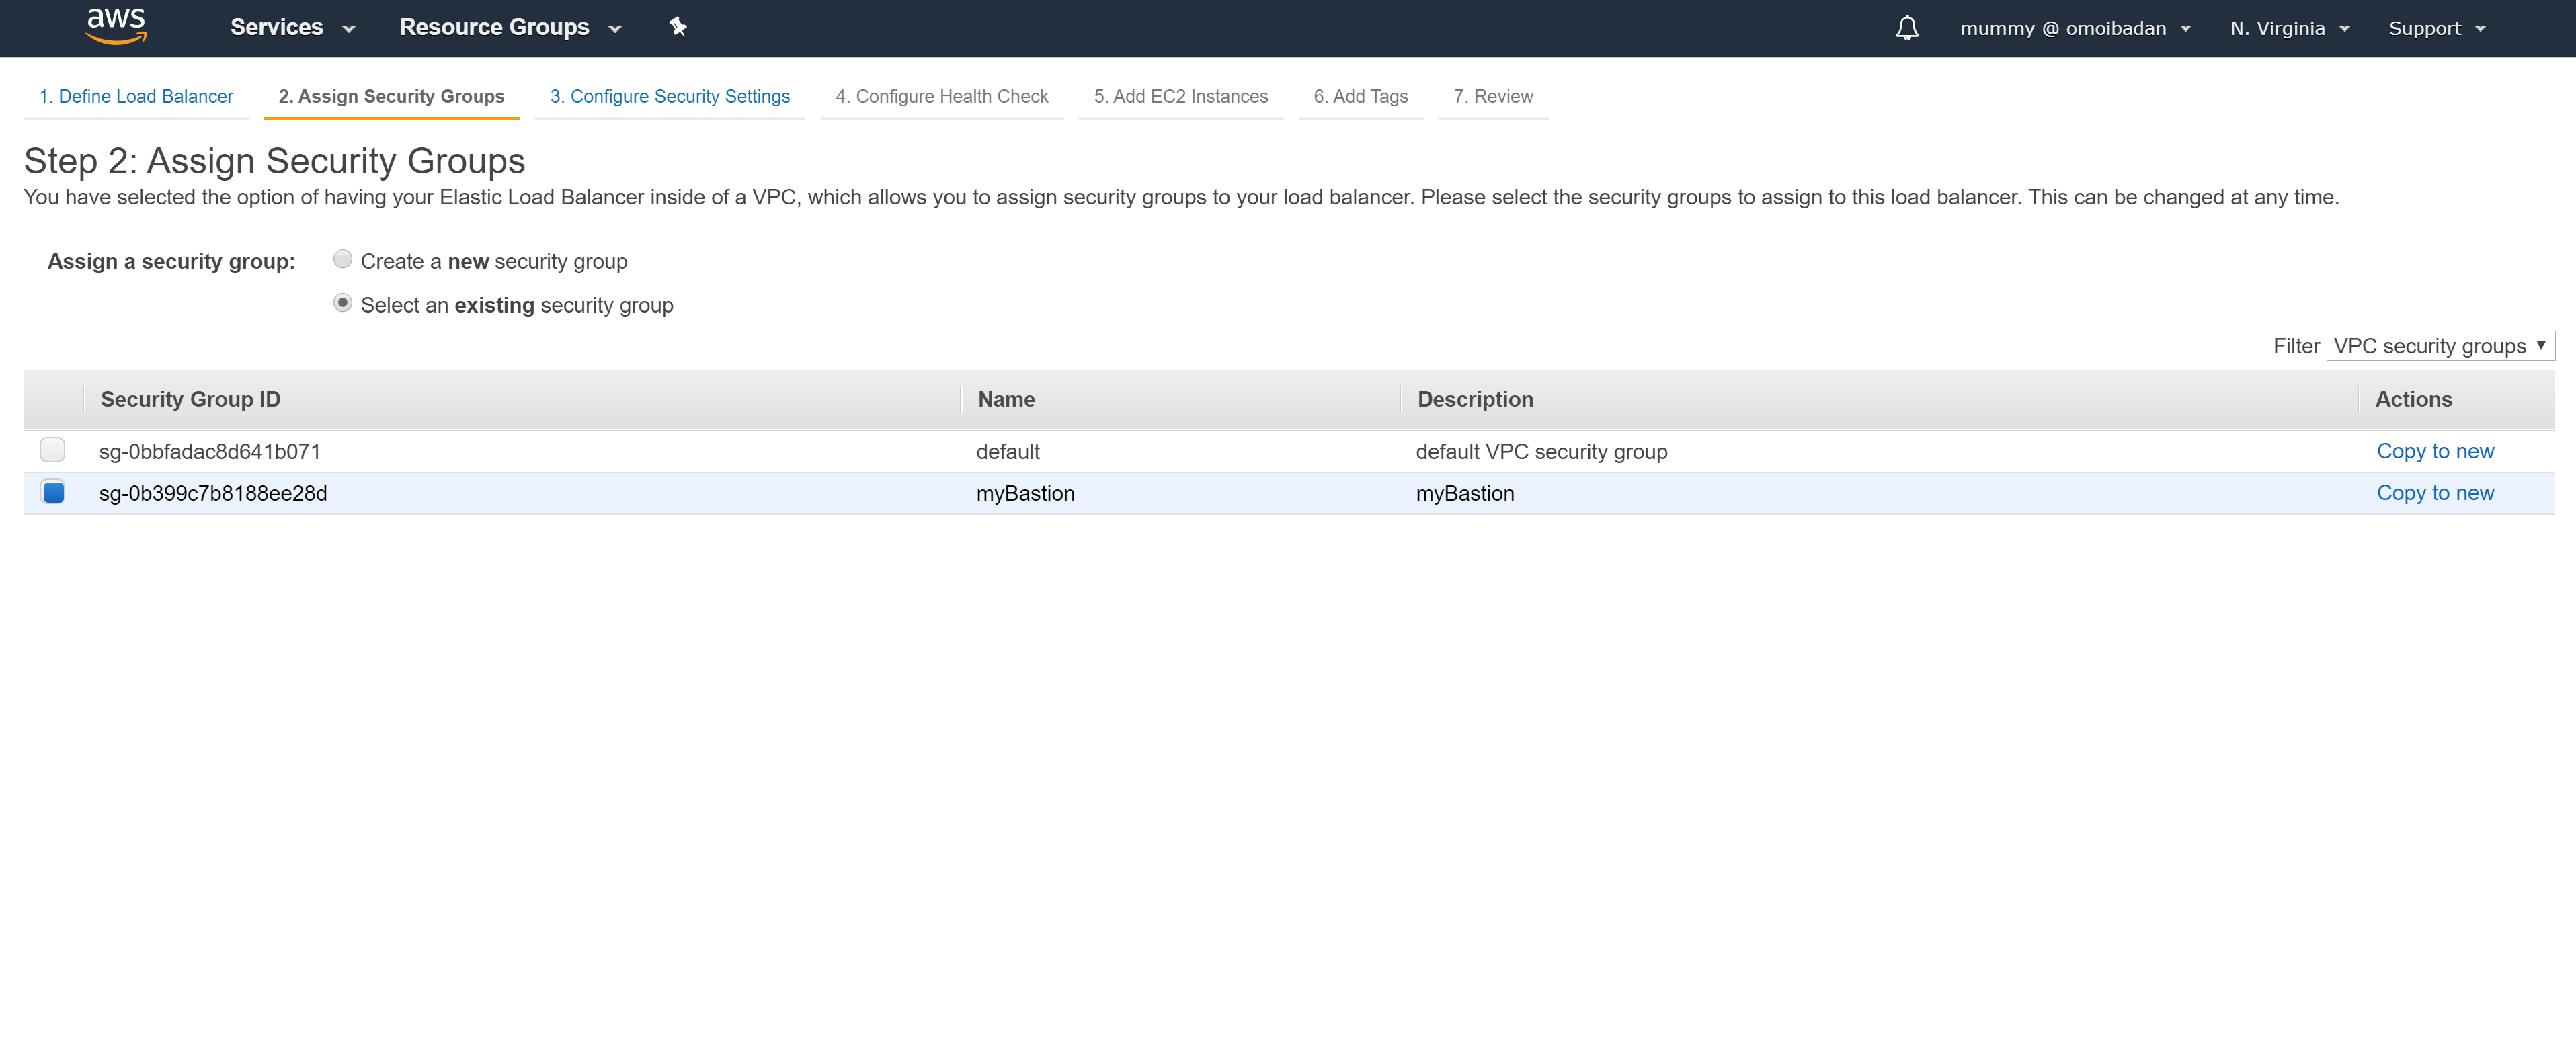 aws Services Resource Groups mummy @ omoibadan N. Virginia Support
1. Define Load Balancer 2. Assign Security Groups 3. Configure Security Settings 4. Configure Health Check 5. Add EC2 Instances 6. Add Tags 7. Review
Step 2: Assign Security Groups
You have selected the option of having your Elastic Load Balancer inside of a VPC, which allows you to assign security groups to your load balancer. Please select the security groups to assign to this load balancer. This can be changed at any time.
Assign a security group: Create a new security group
Select an existing security group
Filter VPC security groups
Security Group ID Name Description Actions
sg-0bbfadac8d641b071 default default VPC security group Copy to new
sg-0b399c7b8188ee28d myBastion myBastion Copy to new